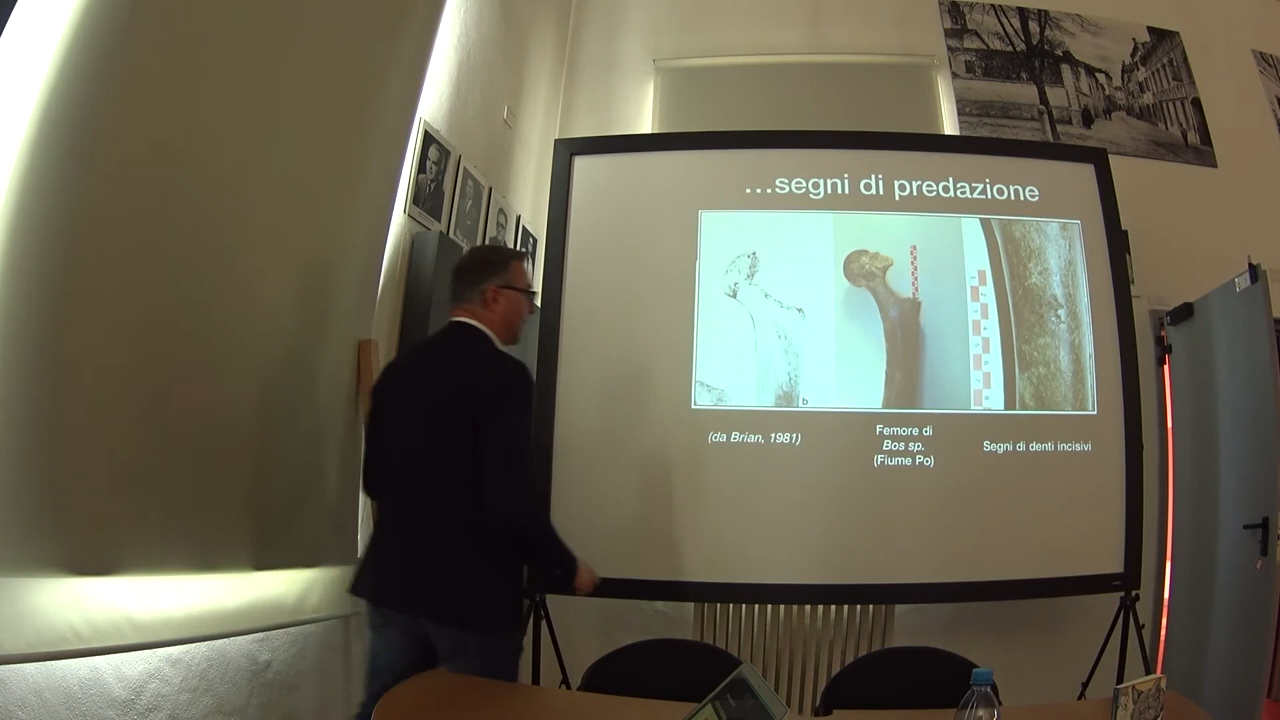 ...segni di predazione
b
(da Brian, 1981)
Femore di
Bos sp.
(Fiume Po)
Segni di denti incisivi